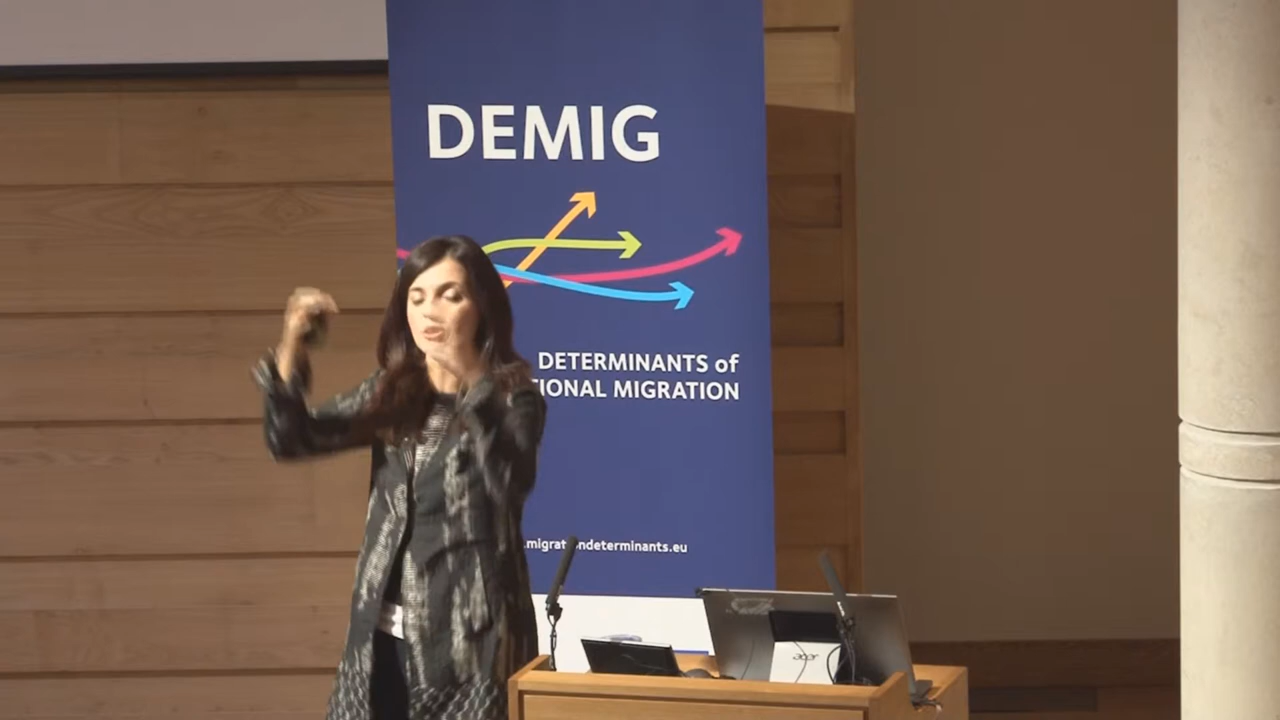 DEMIG
DETERMINANTS of
TIONAL MIGRATION
.migrationdeterminants.eu
acer